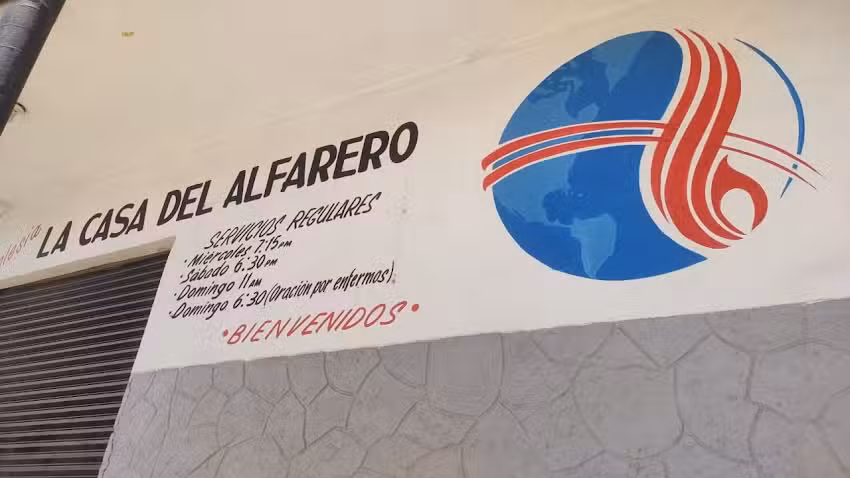 Iglesia
LA CASA DEL ALFARERO
SERVICIOS REGULARES
• Miércoles 7:15 PM
• Sábado 6:30 PM
• Domingo 11 AM
• Domingo 6:30 (Oración por enfermos).
• BIENVENIDOS •